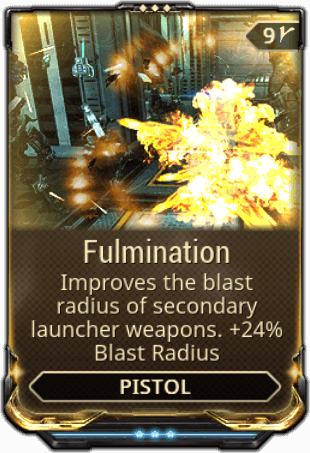 9
Fulmination
Improves the blast
radius of secondary
launcher weapons. +24%
Blast Radius
PISTOL